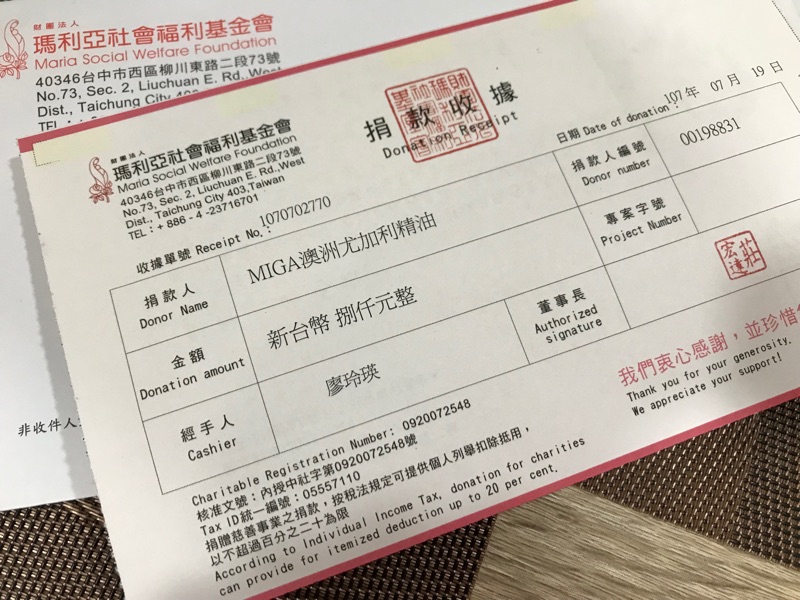 財團法人
瑪利亞社會福利基金會
Maria Social Welfare Foundation
40346台中市西區柳川東路二段73號
No.73, Sec. 2, Liuchuan E. Rd., West
Dist., Taichung City
TEL:
非收件人
財團法人
瑪利亞社會福利基金會
Maria Social Welfare Foundation
40346台中市西區柳川東路二段73號
No.73, Sec. 2, Liuchuan E. Rd.,West
Dist., Taichung City 403,Taiwan
TEL:+ 886 - 4 -23716701
捐款收據
Donation Receipt
日期 Date of donation: 107 年 07 月 19 日
收據單號 Receipt No.: 1070702770
捐款人
Donor Name
MIGA澳洲尤加利精油
捐款人編號
Donor number
00198831
金額
Donation amount
新台幣 捌仟元整
專案字號
Project Number
經手人
Cashier
廖玲瑛
董事長
Authorized
signature
莊宏達
我們衷心感謝，並珍惜
Thank you for your generosity.
We appreciate your support!
Charitable Registration Number: 0920072548
核准文號：內授中社字第0920072548號
Tax ID統一編號：05557110
捐贈慈善事業之捐款，按稅法規定可提供個人列舉扣除抵用，
以不超過百分之二十為限
According to Individual Income Tax, donation for charities
can provide for itemized deduction up to 20 per cent.